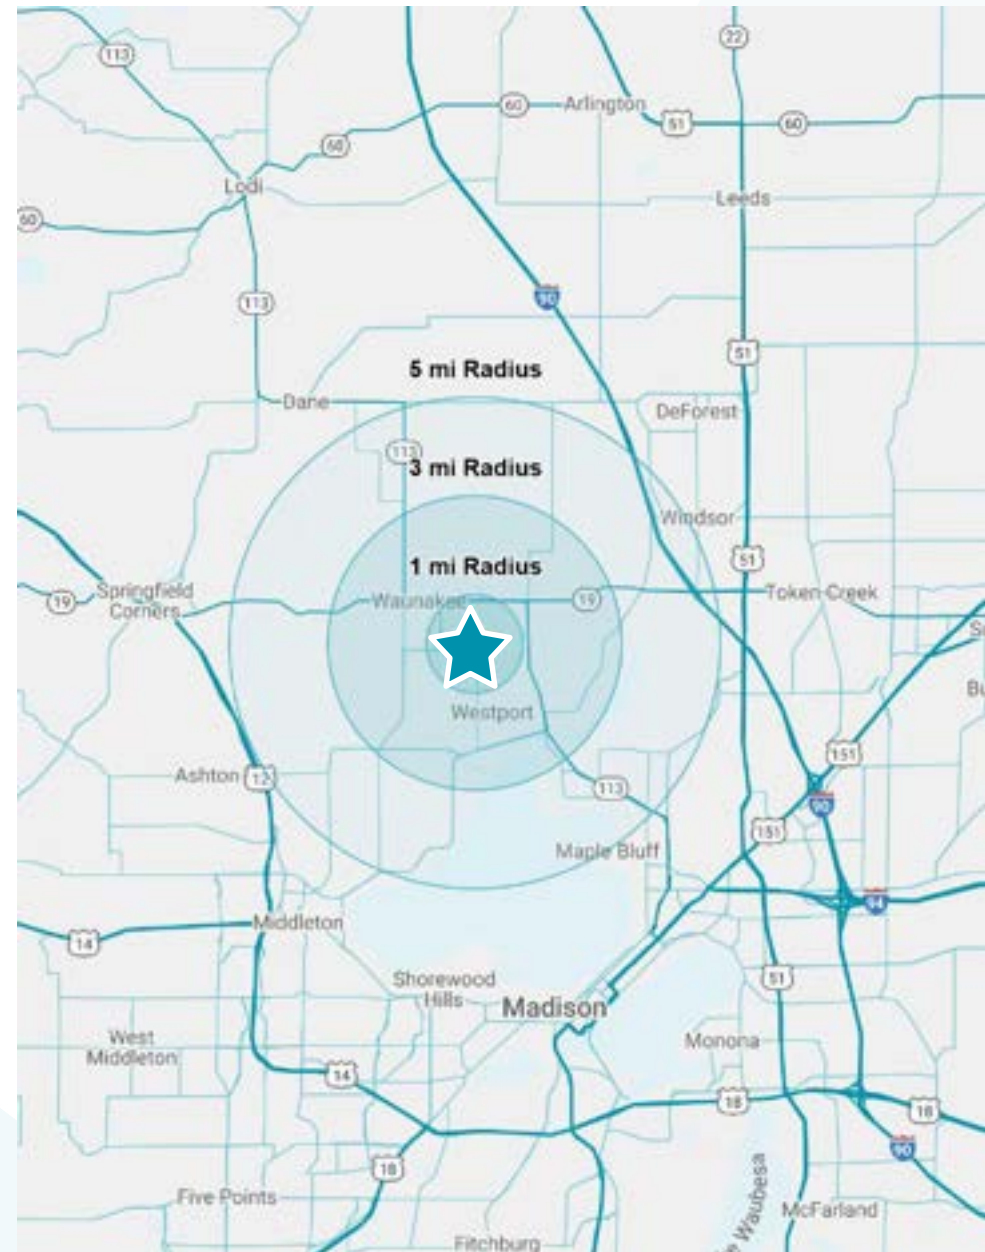 113
22
60
Arlington
51
60
60
Lodi
Leeds
60
113
90
51
5 mi Radius
Dane
DeForest
113
3 mi Radius
Windsor
51
1 mi Radius
Springfield
Corners
19
Waunakee
19
Token Creek
Westport
151
Ashton
12
113
90
151
Maple Bluff
94
14
Middleton
51
Shorewood
Hills
Madison
West
Middleton
Monona
14
18
18
90
18
Five Points
Waubesa
McFarland
Fitchburg